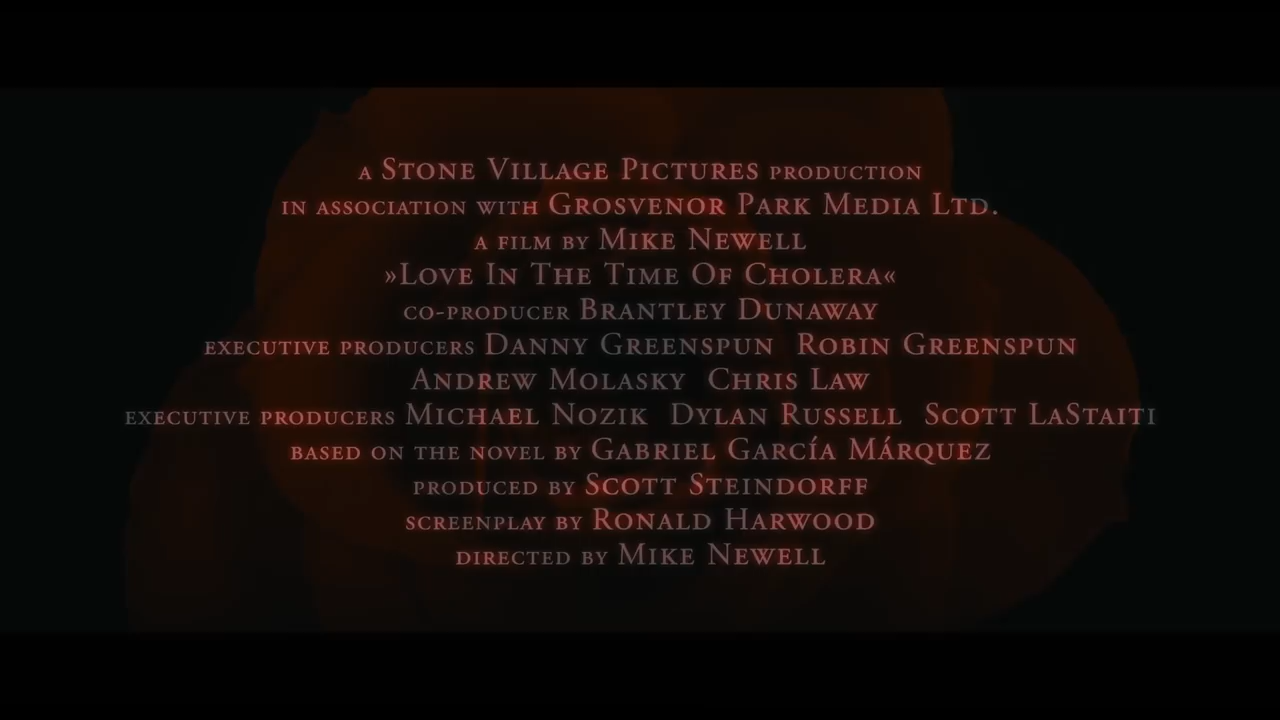 A STONE VILLAGE PICTURES PRODUCTION
IN ASSOCIATION WITH GROSVENOR PARK MEDIA LTD.
A FILM BY MIKE NEWELL
»LOVE IN THE TIME OF CHOLERA«
CO-PRODUCER BRANTLEY DUNAWAY
EXECUTIVE PRODUCERS DANNY GREENSPUN ROBIN GREENSPUN
ANDREW MOLASKY CHRIS LAW
EXECUTIVE PRODUCERS MICHAEL NOZIK DYLAN RUSSELL SCOTT LASTAITI
BASED ON THE NOVEL BY GABRIEL GARCÍA MÁRQUEZ
PRODUCED BY SCOTT STEINDORFF
SCREENPLAY BY RONALD HARWOOD
DIRECTED BY MIKE NEWELL